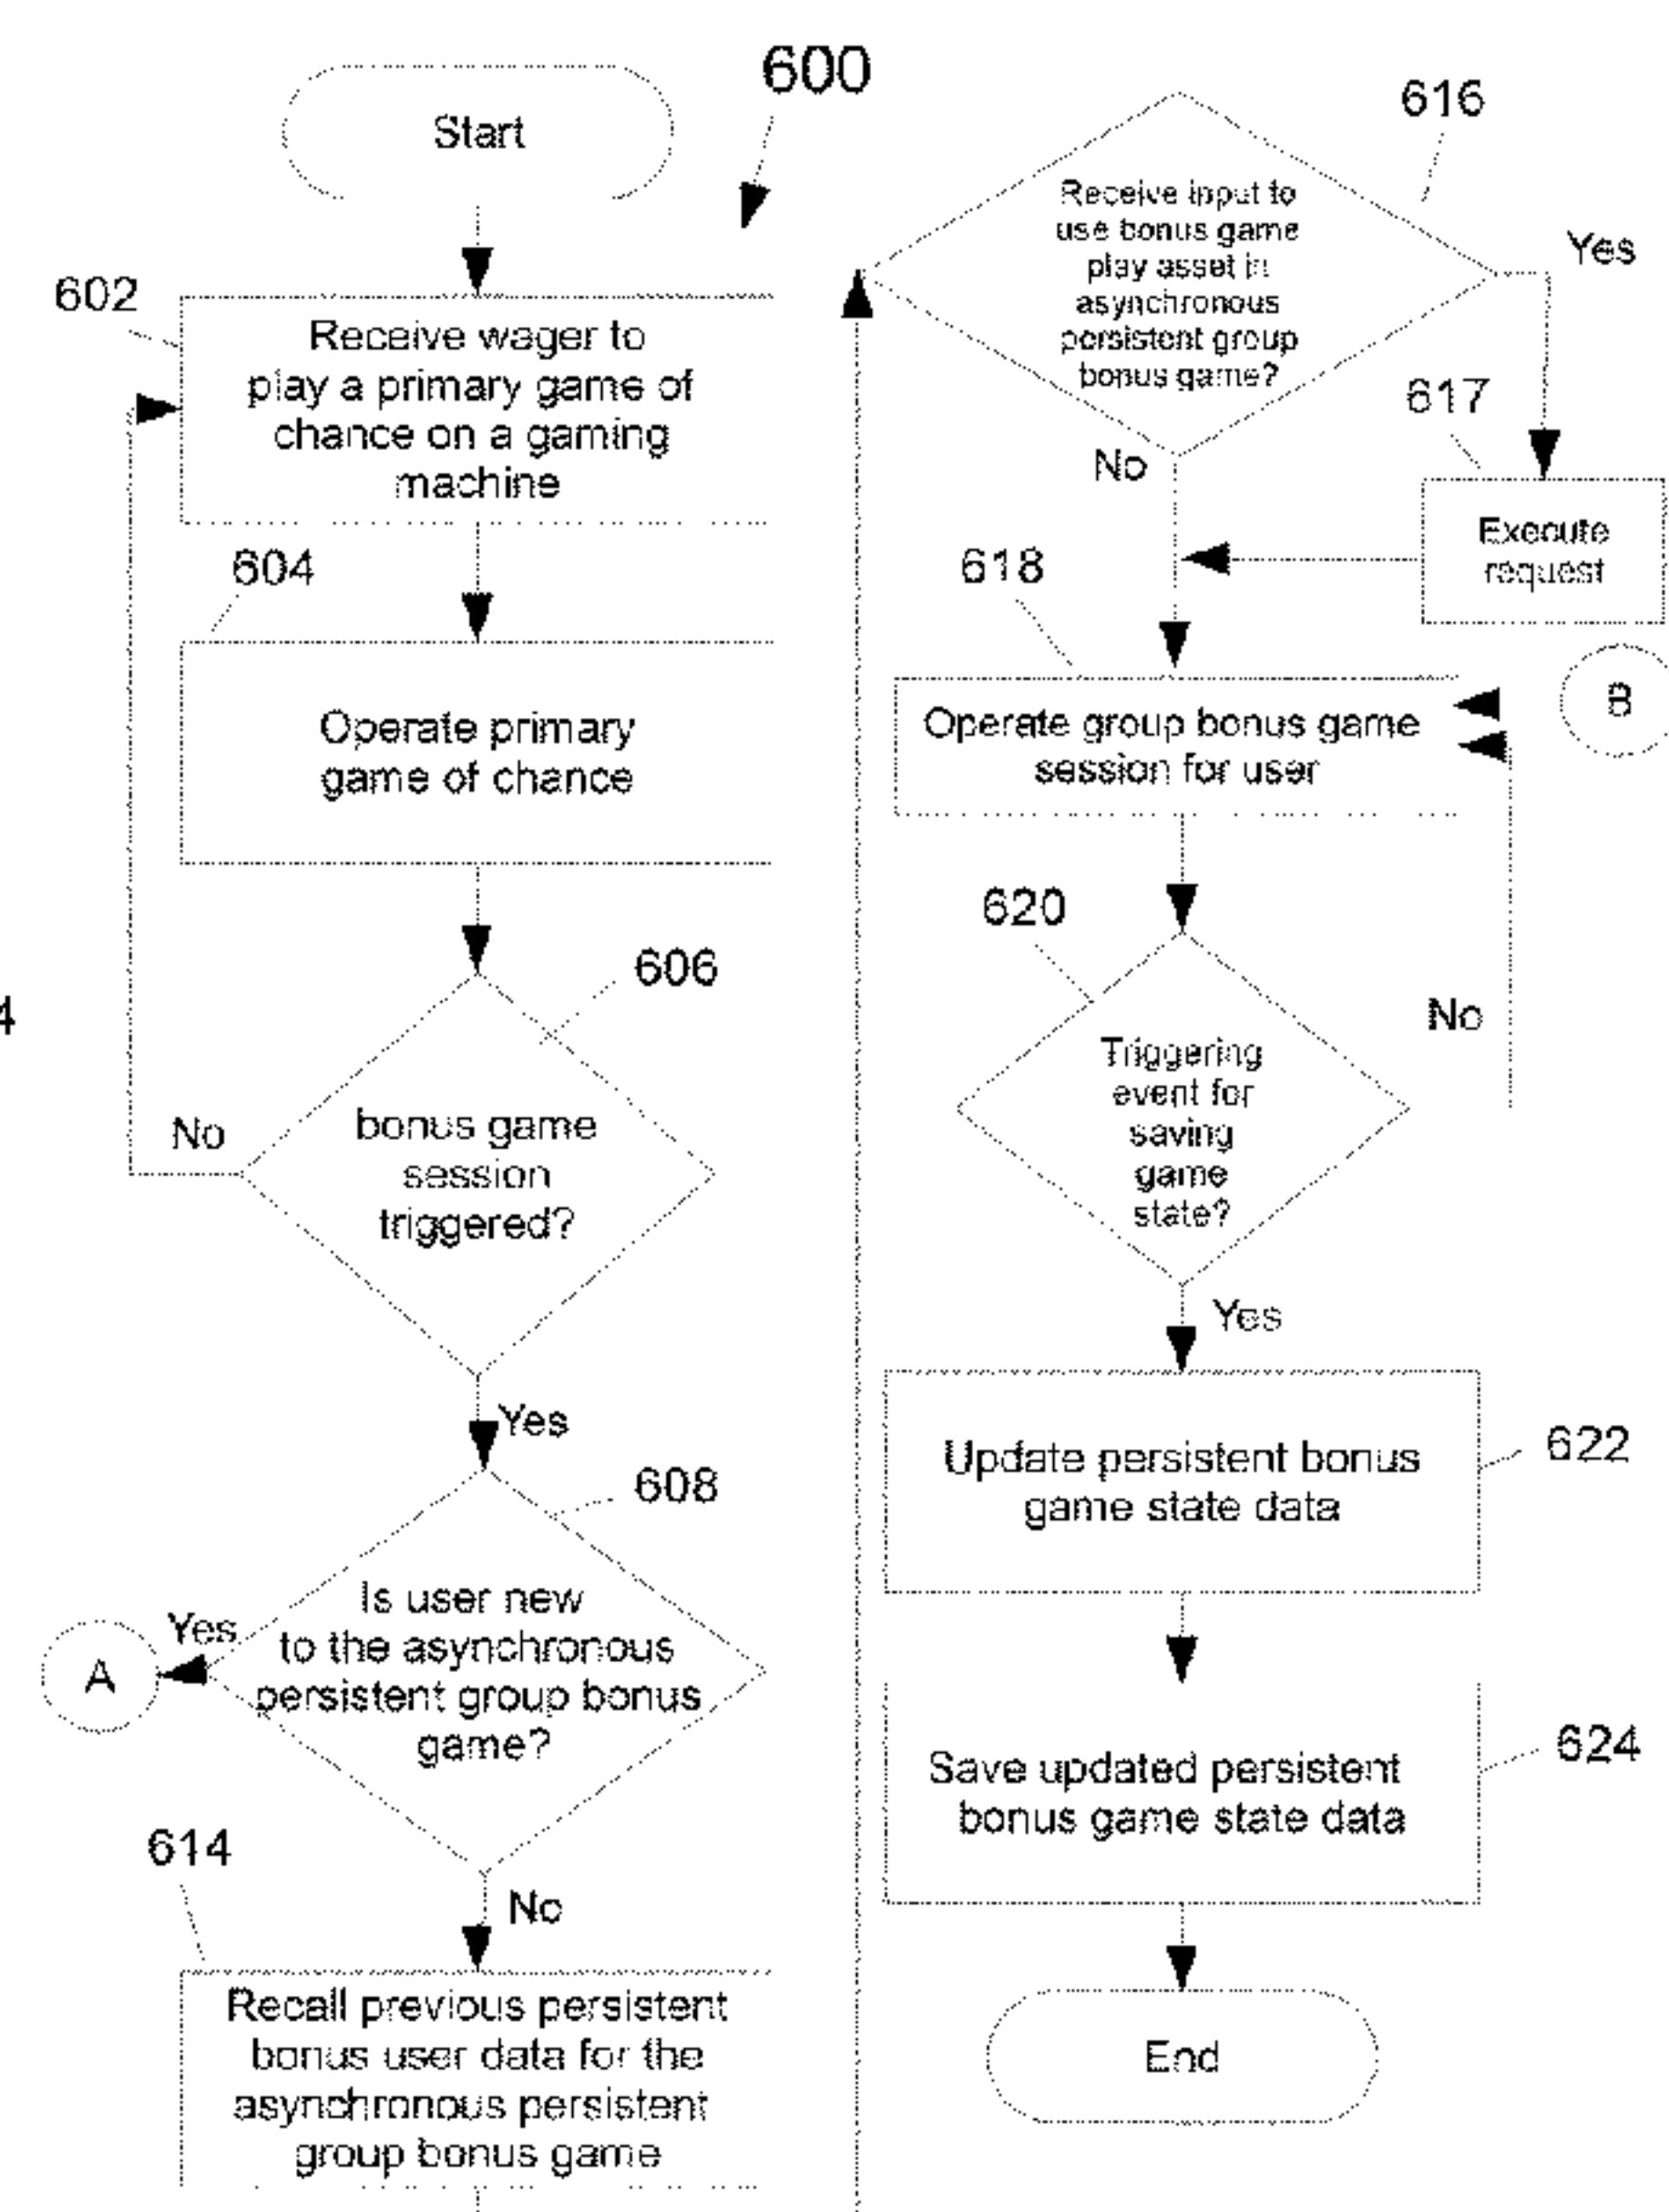 600
Start
602
Receive wager to
play a primary game of
chance on a gaming
machine
604
Operate primary
game of chance
606
bonus game
session
triggered?
No
Yes
608
Is user new
to the asynchronous
persistent group bonus
game?
Yes
A
No
614
Recall previous persistent
bonus user data for the
asynchronous persistent
group bonus game
4
616
Receive input to
use bonus game
play asset in
asynchronous
persistent group
bonus game?
Yes
No
617
Execute
request
618
Operate group bonus game
session for user
B
620
Triggering
event for
saving
game
state?
No
Yes
622
Update persistent bonus
game state data
624
Save updated persistent
bonus game state data
End